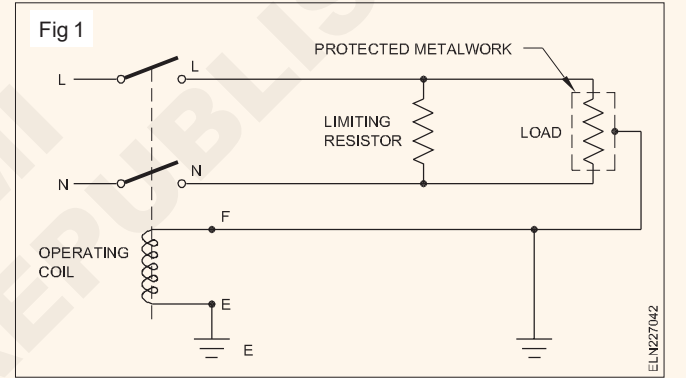 Fig 1
PROTECTED METALWORK
L
L
LIMITING
RESISTOR
LOAD
N
N
F
OPERATING
COIL
E
E
ELN227042